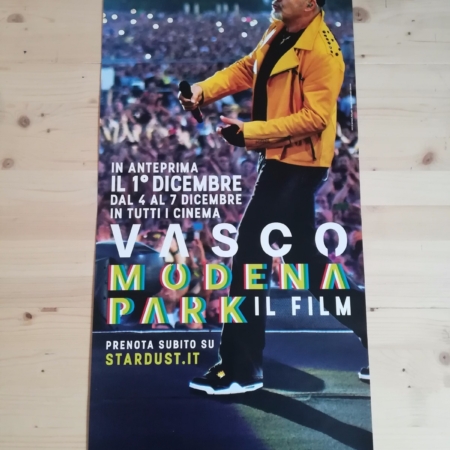 IN ANTEPRIMA
IL 1° DICEMBRE
DAL 4 AL 7 DICEMBRE
IN TUTTI I CINEMA
VASCO
MODENA
PARK IL FILM
PRENOTA SUBITO SU
STARDUST.IT